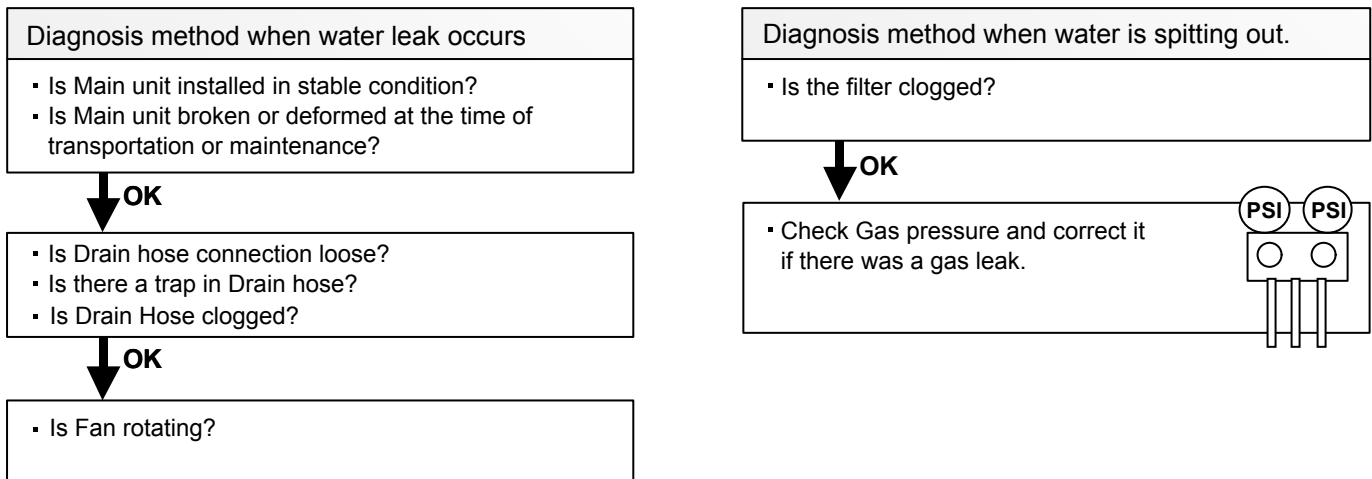 Diagnosis method when water leak occurs
▪ Is Main unit installed in stable condition?
▪ Is Main unit broken or deformed at the time of
transportation or maintenance?
OK
▪ Is Drain hose connection loose?
▪ Is there a trap in Drain hose?
▪ Is Drain Hose clogged?
OK
▪ Is Fan rotating?
Diagnosis method when water is spitting out.
▪ Is the filter clogged?
OK
▪ Check Gas pressure and correct it
if there was a gas leak.
PSI PSI